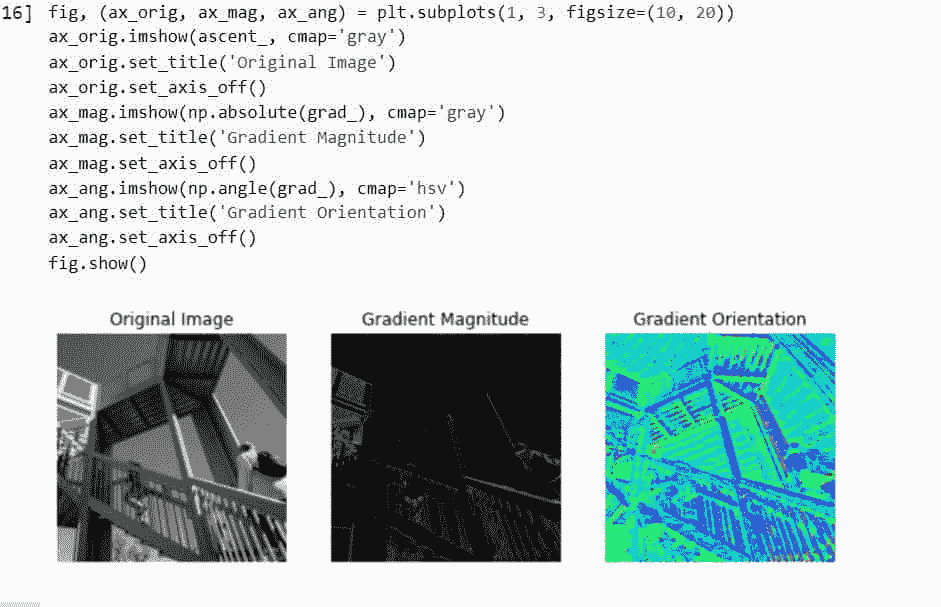 16] fig, (ax_orig, ax_mag, ax_ang) = plt.subplots(1, 3, figsize=(10, 20))
ax_orig.imshow(ascent_, cmap='gray')
ax_orig.set_title('Original Image')
ax_orig.set_axis_off()
ax_mag.imshow(np.absolute(grad_), cmap='gray')
ax_mag.set_title('Gradient Magnitude')
ax_mag.set_axis_off()
ax_ang.imshow(np.angle(grad_), cmap='hsv')
ax_ang.set_title('Gradient Orientation')
ax_ang.set_axis_off()
fig.show()
Original Image Gradient Magnitude Gradient Orientation